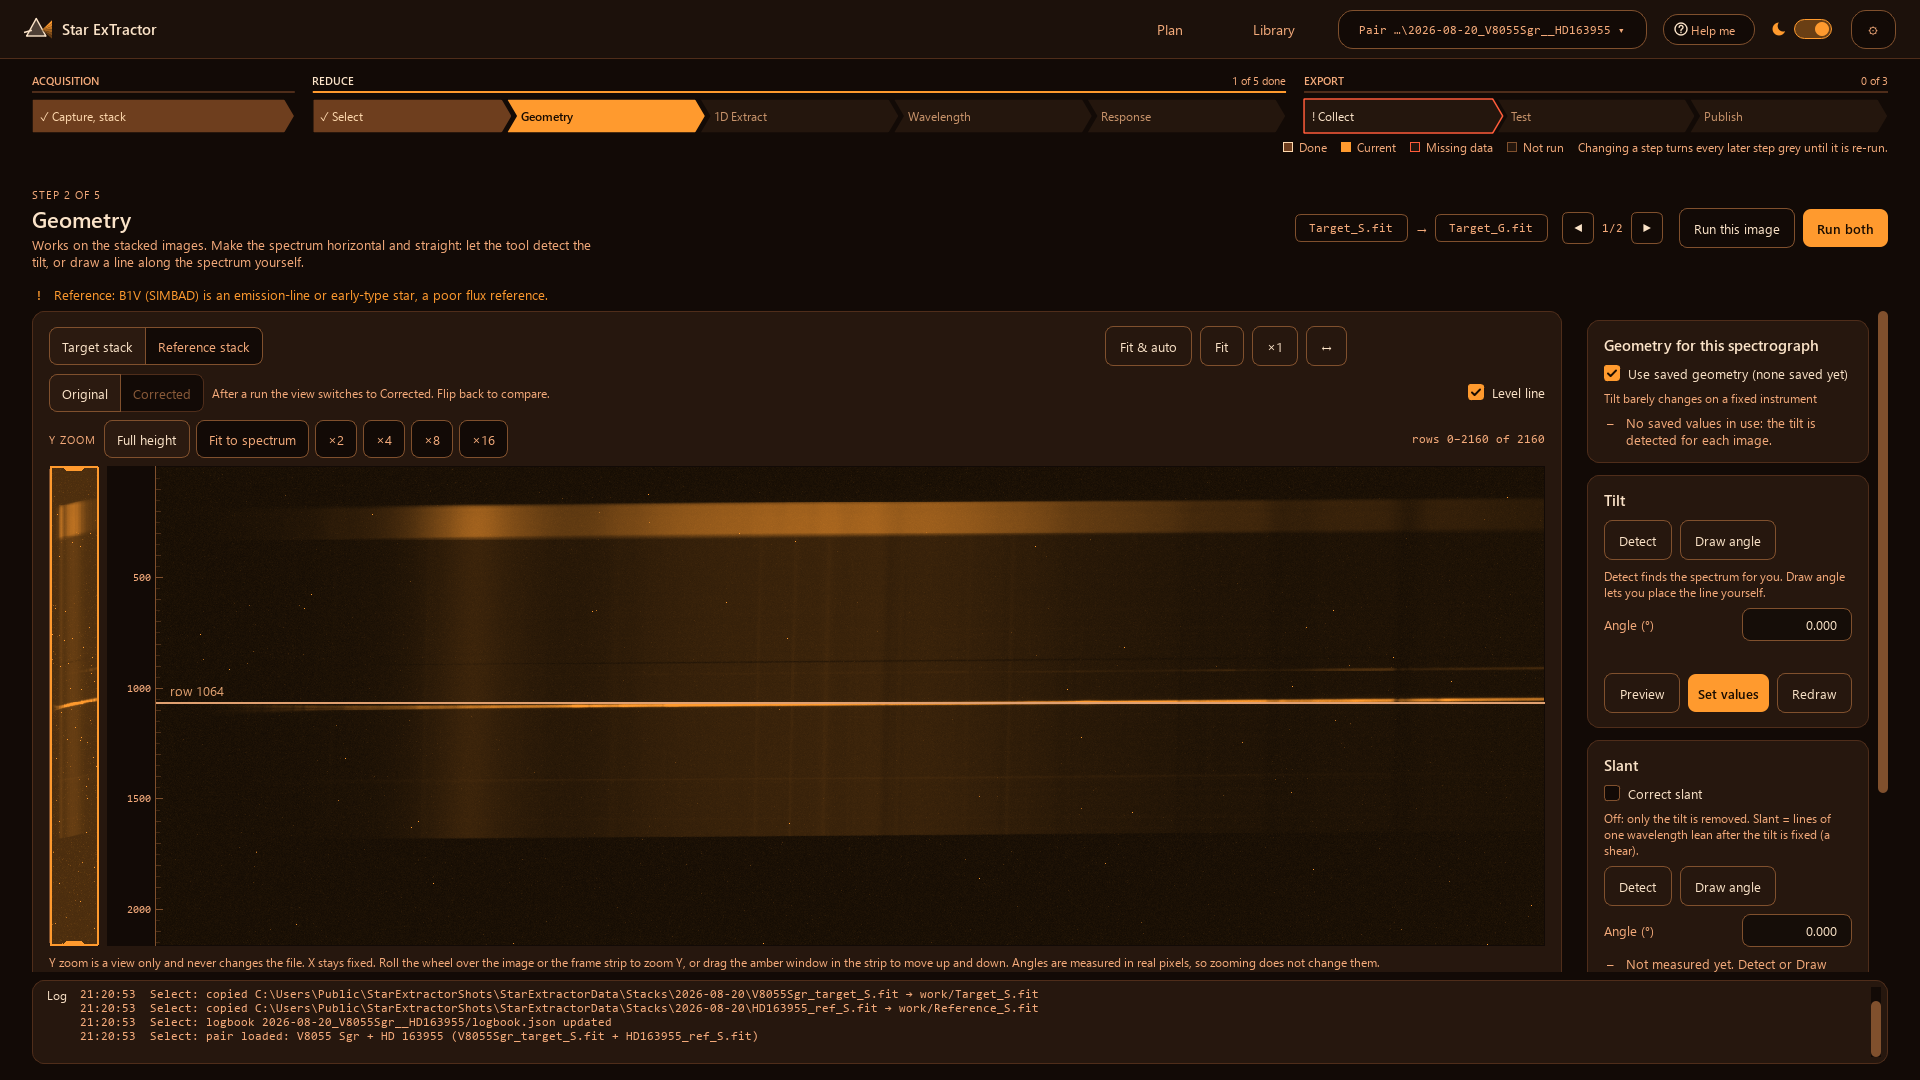 Star ExTractor
Plan
Library
Pair …\2026-08-20_V8055Sgr__HD163955 ▾
Help me
ACQUISITION
REDUCE
1 of 5 done
EXPORT
0 of 3
✓ Capture, stack
✓ Select
Geometry
1D Extract
Wavelength
Response
! Collect
Test
Publish
Done
Current
Missing data
Not run
Changing a step turns every later step grey until it is re-run.
STEP 2 OF 5
Geometry
Works on the stacked images. Make the spectrum horizontal and straight: let the tool detect the
tilt, or draw a line along the spectrum yourself.
Target_S.fit → Target_G.fit
◄ 1/2 ►
Run this image
Run both
! Reference: B1V (SIMBAD) is an emission-line or early-type star, a poor flux reference.
Target stack
Reference stack
Fit & auto
Fit
×1
↔
Original
Corrected
After a run the view switches to Corrected. Flip back to compare.
Level line
Y ZOOM
Full height
Fit to spectrum
×2
×4
×8
×16
rows 0–2160 of 2160
500
1000
row 1064
1500
2000
Y zoom is a view only and never changes the file. X stays fixed. Roll the wheel over the image or the frame strip to zoom Y, or drag the amber window in the strip to move up and down. Angles are measured in real pixels, so zooming does not change them.
Geometry for this spectrograph
Use saved geometry (none saved yet)
Tilt barely changes on a fixed instrument
– No saved values in use: the tilt is
detected for each image.
Tilt
Detect
Draw angle
Detect finds the spectrum for you. Draw angle
lets you place the line yourself.
Angle (°)
0.000
Preview
Set values
Redraw
Slant
Correct slant
Off: only the tilt is removed. Slant = lines of
one wavelength lean after the tilt is fixed (a
shear).
Detect
Draw angle
Angle (°)
0.000
– Not measured yet. Detect or Draw
Log
21:20:53 Select: copied C:\Users\Public\StarExtractorShots\StarExtractorData\Stacks\2026-08-20\V8055Sgr_target_S.fit → work/Target_S.fit
21:20:53 Select: copied C:\Users\Public\StarExtractorShots\StarExtractorData\Stacks\2026-08-20\HD163955_ref_S.fit → work/Reference_S.fit
21:20:53 Select: logbook 2026-08-20_V8055Sgr__HD163955/logbook.json updated
21:20:53 Select: pair loaded: V8055 Sgr + HD 163955 (V8055Sgr_target_S.fit + HD163955_ref_S.fit)